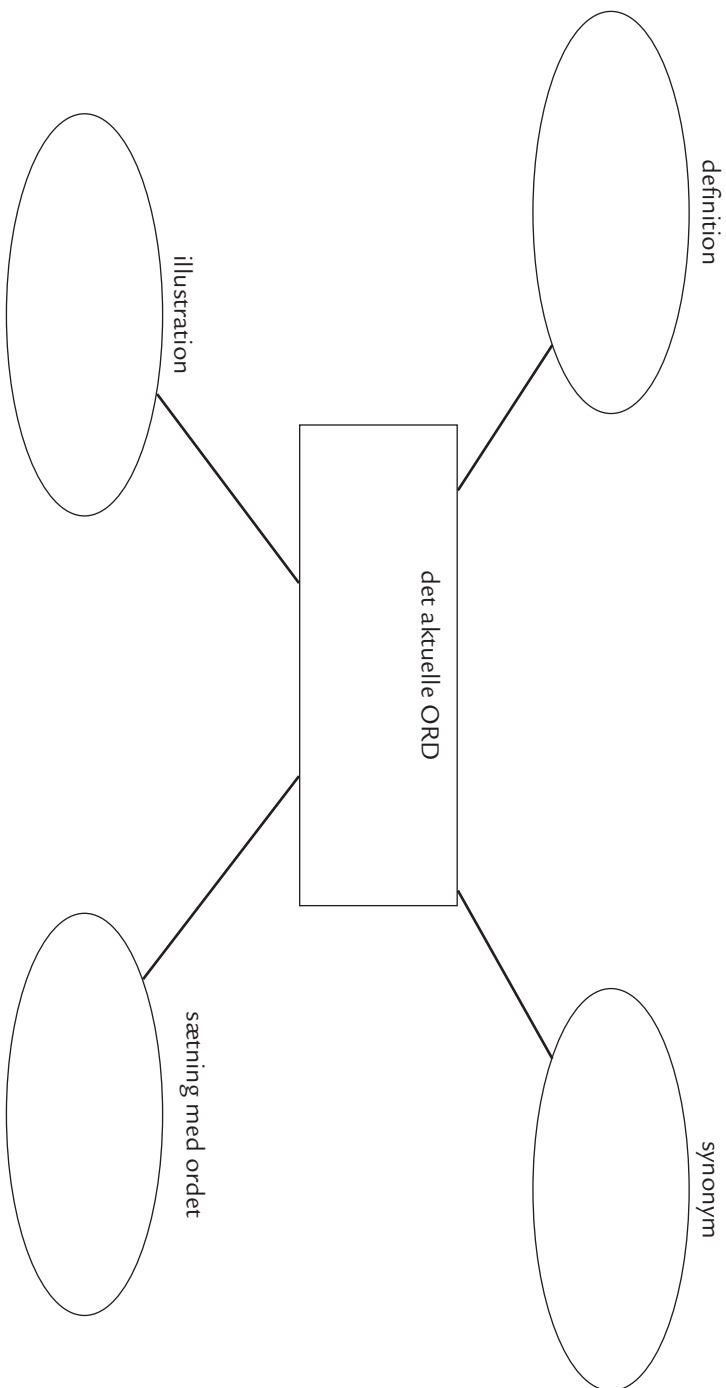 definition
synonym
det aktuelle ORD
illustration
sætning med ordet